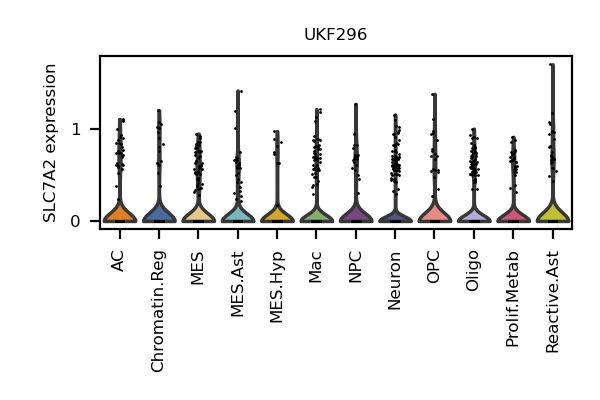 UKF296
SLC7A2 expression
1
0
AC
Chromatin.Reg
MES
MES.Ast
MES.Hyp
Mac
NPC
Neuron
OPC
Oligo
Prolif.Metab
Reactive.Ast